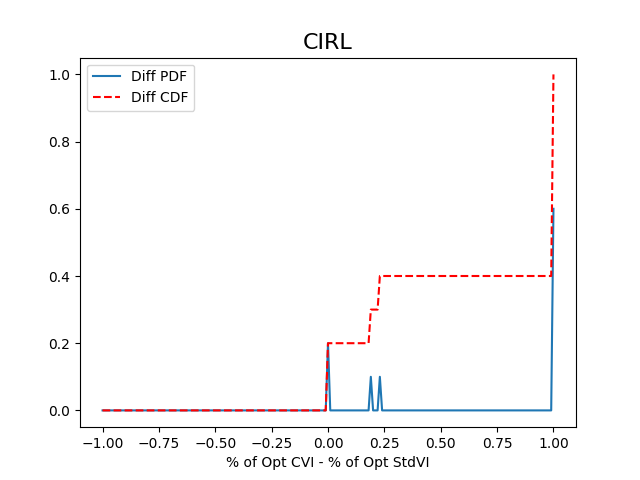 CIRL
Diff PDF
Diff CDF
1.0
0.8
0.6
0.4
0.2
0.0
−1.00 −0.75 −0.50 −0.25 0.00 0.25 0.50 0.75 1.00
% of Opt CVI - % of Opt StdVI